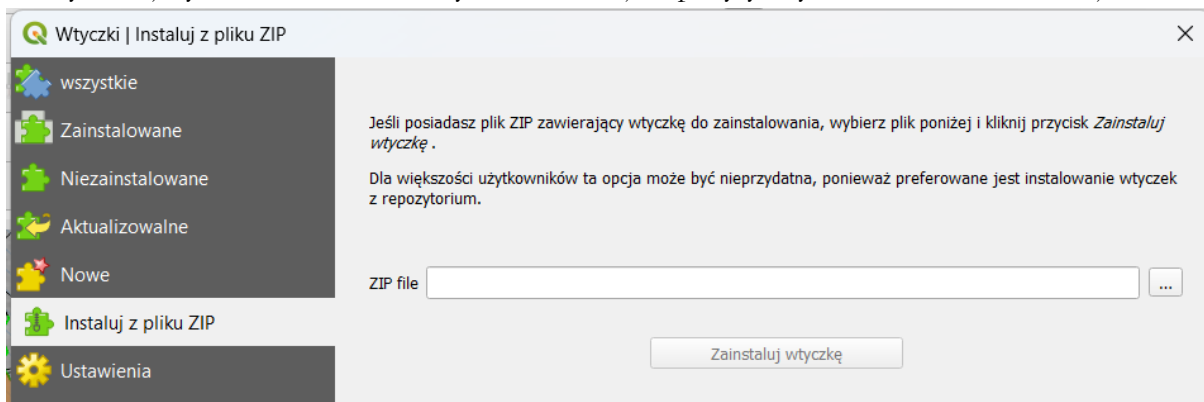 Wtyczki | Instaluj z pliku ZIP
wszystkie
Zainstalowane
Niezainstalowane
Aktualizowalne
Nowe
Instaluj z pliku ZIP
Ustawienia
Jeśli posiadasz plik ZIP zawierający wtyczkę do zainstalowania, wybierz plik poniżej i kliknij przycisk Zainstaluj
wtyczkę .
Dla większości użytkowników ta opcja może być nieprzydatna, ponieważ preferowane jest instalowanie wtyczek
z repozytorium.
ZIP file
...
Zainstaluj wtyczkę